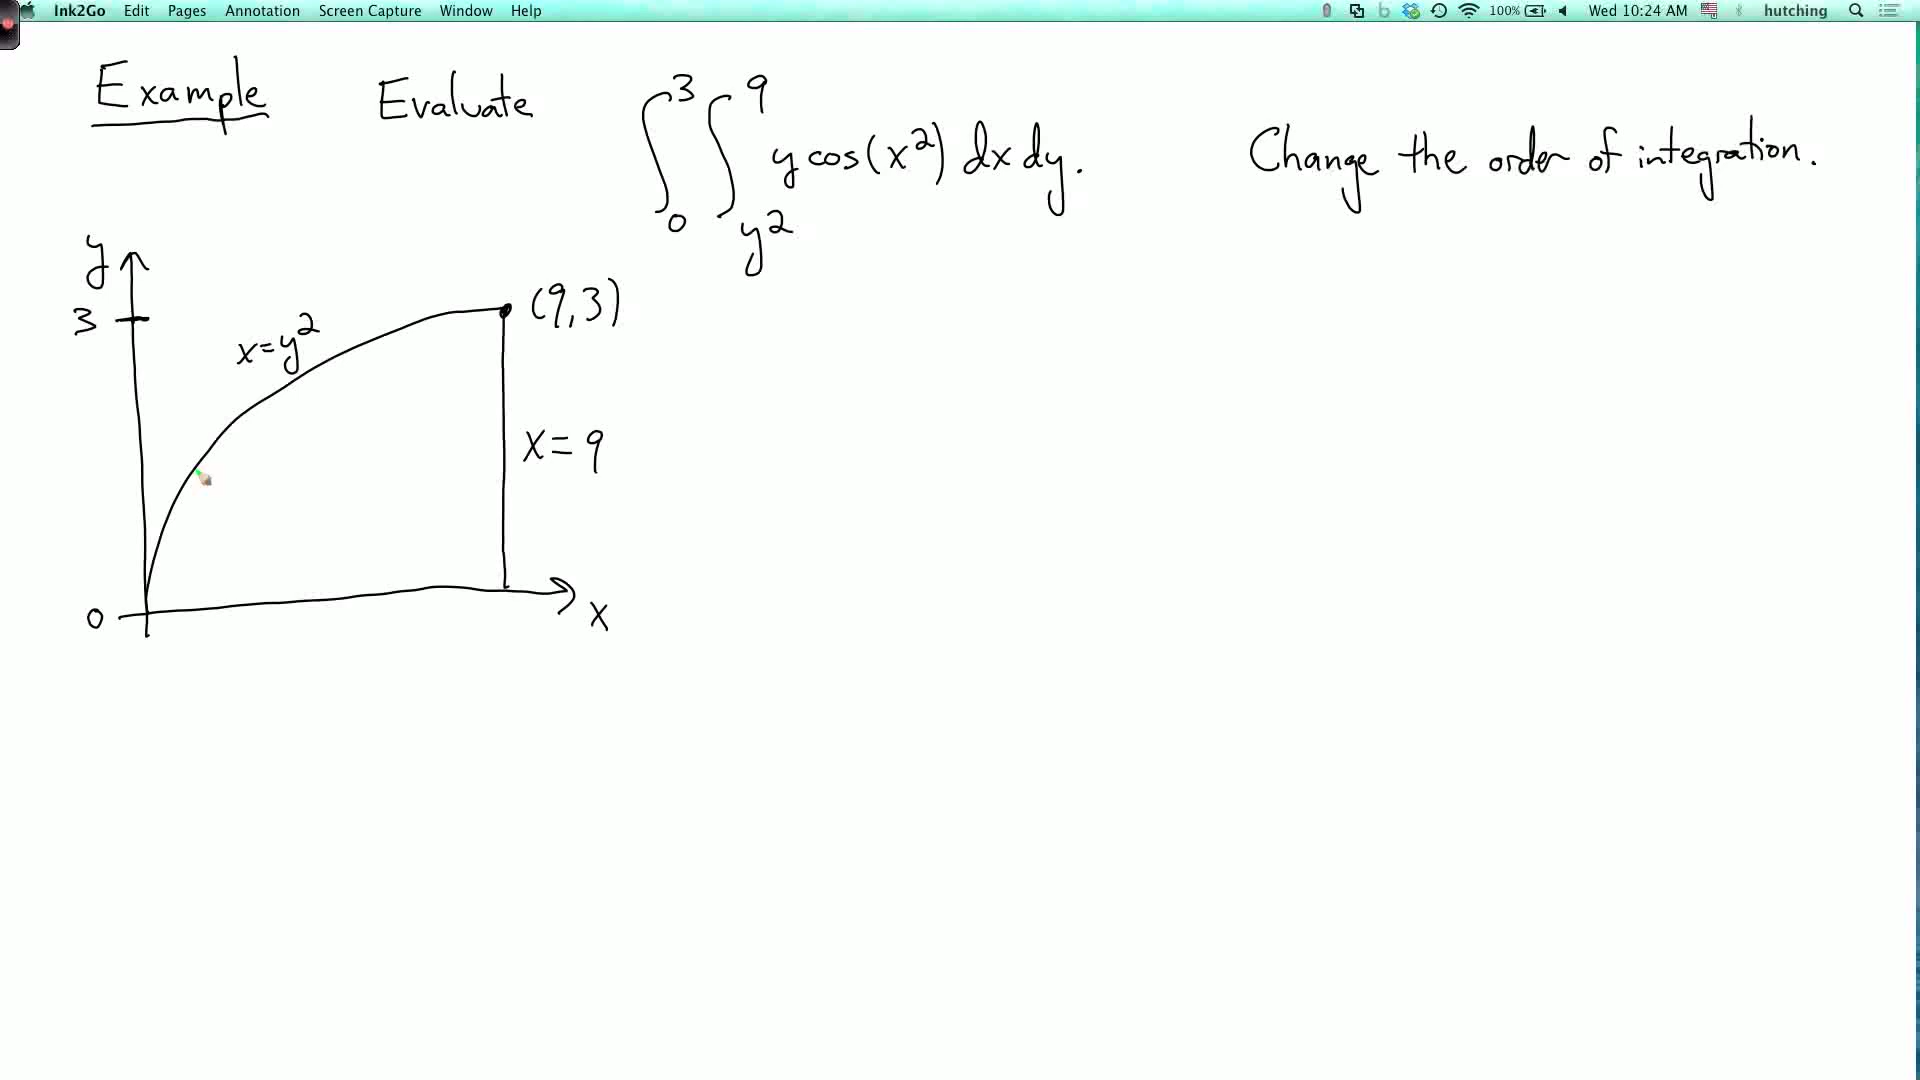 Ink2Go Edit Pages Annotation Screen Capture Window Help 100% Wed 10:24 AM hutching
Example Evaluate ∫₀³ ∫_{y²}^9 y cos(x²) dx dy. Change the order of integration.
y
3
x=y²
(9,3)
x=9
0
x